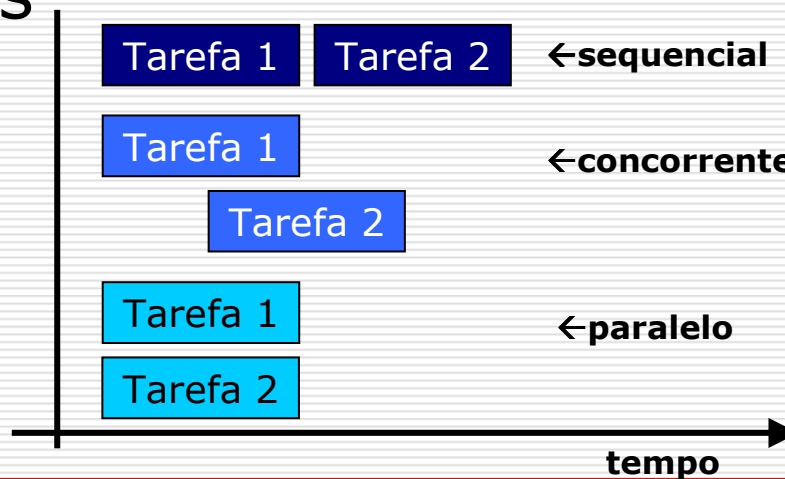 s
Tarefa 1 Tarefa 2 ←sequencial
Tarefa 1
←concorrente
Tarefa 2
Tarefa 1
←paralelo
Tarefa 2
tempo